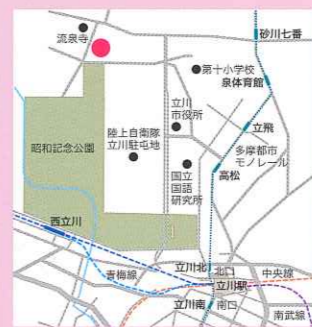 砂川七番
流泉寺
第十小学校
泉体育館
立川
市役所
立飛
陸上自衛隊
立川駐屯地
多摩都市
モノレール
昭和記念公園
高松
国立
国語
研究所
西立川
青梅線
立川北
北口
中央線
立川駅
立川南
南口
南武線